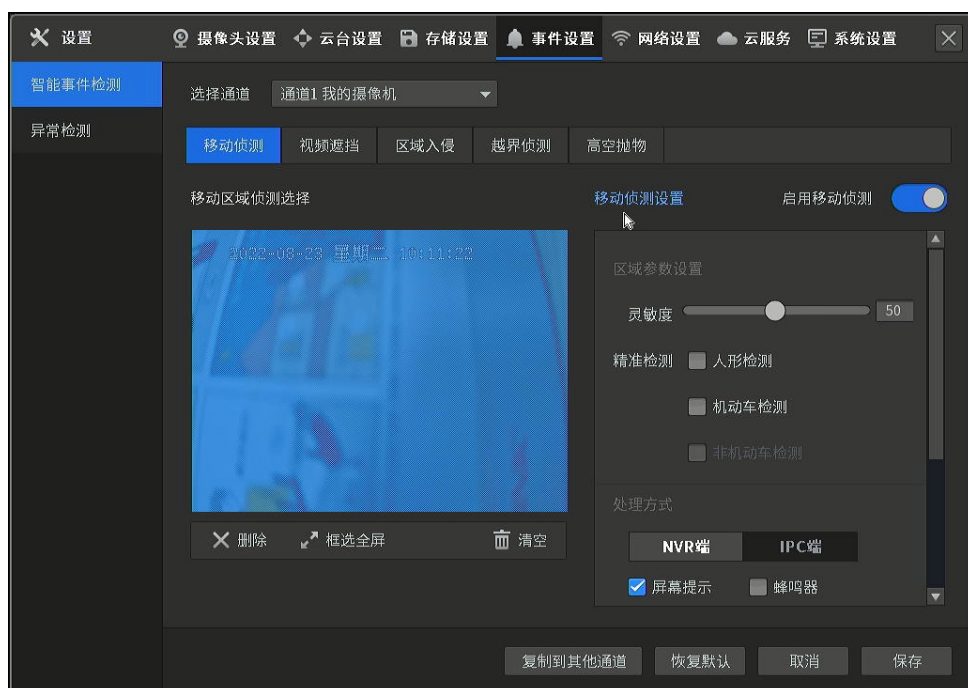 设置 摄像头设置 云台设置 存储设置 事件设置 网络设置 云服务 系统设置
智能事件检测
异常检测
选择通道 通道1 我的摄像机
移动侦测 视频遮挡 区域入侵 越界侦测 高空抛物
移动区域侦测选择 移动侦测设置 启用移动侦测
2022-08-23 星期二 10:11:22
区域参数设置
灵敏度 50
精准检测 人形检测
机动车检测
非机动车检测
处理方式
删除 框选全屏 清空
NVR端 IPC端
屏幕提示 蜂鸣器
复制到其他通道 恢复默认 取消 保存